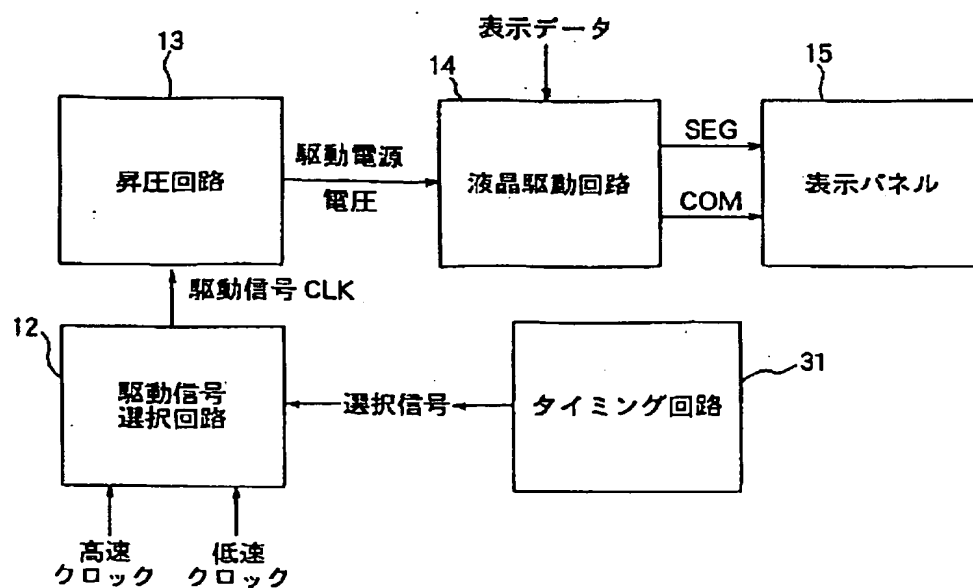 表示データ
13
14
15
昇圧回路
駆動電源
電圧
液晶駆動回路
SEG
COM
表示パネル
駆動信号 CLK
12
駆動信号
選択回路
選択信号
タイミング回路
31
高速
クロック
低速
クロック